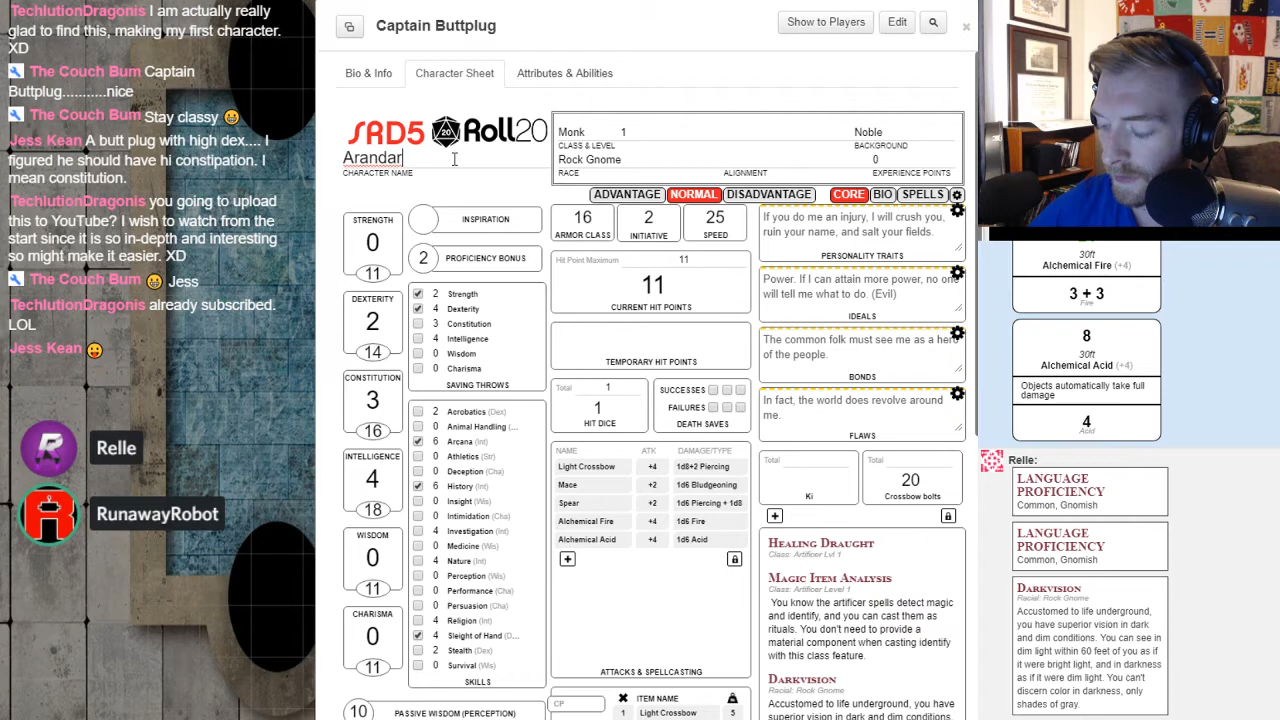 TechlutionDragonis I am actually really
glad to find this, making my first character.
XD
The Couch Bum Captain
Buttplug...........nice
The Couch Bum Stay classy
Jess Kean A butt plug with high dex.... I
figured he should have hi constipation. I
mean constitution.
TechlutionDragonis you going to upload
this to YouTube? I wish to watch from the
start since it is so in-depth and interesting
so might make it easier. XD
The Couch Bum Jess
TechlutionDragonis already subscribed.
LOL
Jess Kean
Relle
RunawayRobot
Captain Buttplug
Show to Players
Edit
Bio & Info
Character Sheet
Attributes & Abilities
SRD5 20 Roll20
Arandar
CHARACTER NAME
Monk 1
Noble
CLASS & LEVEL
BACKGROUND
Rock Gnome
0
RACE
ALIGNMENT
EXPERIENCE POINTS
ADVANTAGE NORMAL DISADVANTAGE
CORE BIO SPELLS
STRENGTH
0
11
DEXTERITY
2
14
CONSTITUTION
3
16
INTELLIGENCE
4
18
WISDOM
0
11
CHARISMA
0
11
INSPIRATION
2 PROFICIENCY BONUS
2 Strength
4 Dexterity
3 Constitution
4 Intelligence
0 Wisdom
0 Charisma
SAVING THROWS
2 Acrobatics (Dex)
0 Animal Handling (...
6 Arcana (Int)
0 Athletics (Str)
0 Deception (Cha)
6 History (Int)
0 Insight (Wis)
0 Intimidation (Cha)
4 Investigation (Int)
0 Medicine (Wis)
4 Nature (Int)
0 Perception (Wis)
0 Performance (Cha)
0 Persuasion (Cha)
4 Religion (Int)
4 Sleight of Hand (D...
2 Stealth (Dex)
0 Survival (Wis)
SKILLS
10 PASSIVE WISDOM (PERCEPTION)
16
ARMOR CLASS
2
INITIATIVE
25
SPEED
Hit Point Maximum 11
11
CURRENT HIT POINTS
TEMPORARY HIT POINTS
Total 1
1
HIT DICE
SUCCESSES
FAILURES
DEATH SAVES
NAME ATK DAMAGE/TYPE
Light Crossbow +4 1d8+2 Piercing
Mace +2 1d6 Bludgeoning
Spear +2 1d6 Piercing + 1d8
Alchemical Fire +4 1d6 Fire
Alchemical Acid +4 1d6 Acid
ATTACKS & SPELLCASTING
CP
ITEM NAME
1 Light Crossbow 5
If you do me an injury, I will crush you,
ruin your name, and salt your fields.
PERSONALITY TRAITS
Power. If I can attain more power, no one
will tell me what to do. (Evil)
IDEALS
The common folk must see me as a hero
of the people.
BONDS
In fact, the world does revolve around
me.
FLAWS
Total
Ki
Total
20
Crossbow bolts
HEALING DRAUGHT
Class: Artificer Lvl 1
MAGIC ITEM ANALYSIS
Class: Artificer Level 1
You know the artificer spells detect magic
and identify, and you can cast them as
rituals. You don't need to provide a
material component when casting identify
with this class feature.
DARKVISION
Racial: Rock Gnome
Accustomed to life underground, you have
superior vision in dark and dim conditions.
30ft
Alchemical Fire (+4)
3 + 3
Fire
8
30ft
Alchemical Acid (+4)
Objects automatically take full
damage
4
Acid
Relle:
LANGUAGE
PROFICIENCY
Common, Gnomish
LANGUAGE
PROFICIENCY
Common, Gnomish
DARKVISION
Racial: Rock Gnome
Accustomed to life underground,
you have superior vision in dark
and dim conditions. You can see in
dim light within 60 feet of you as if
it were bright light, and in darkness
as if it were dim light. You can't
discern color in darkness, only
shades of gray.